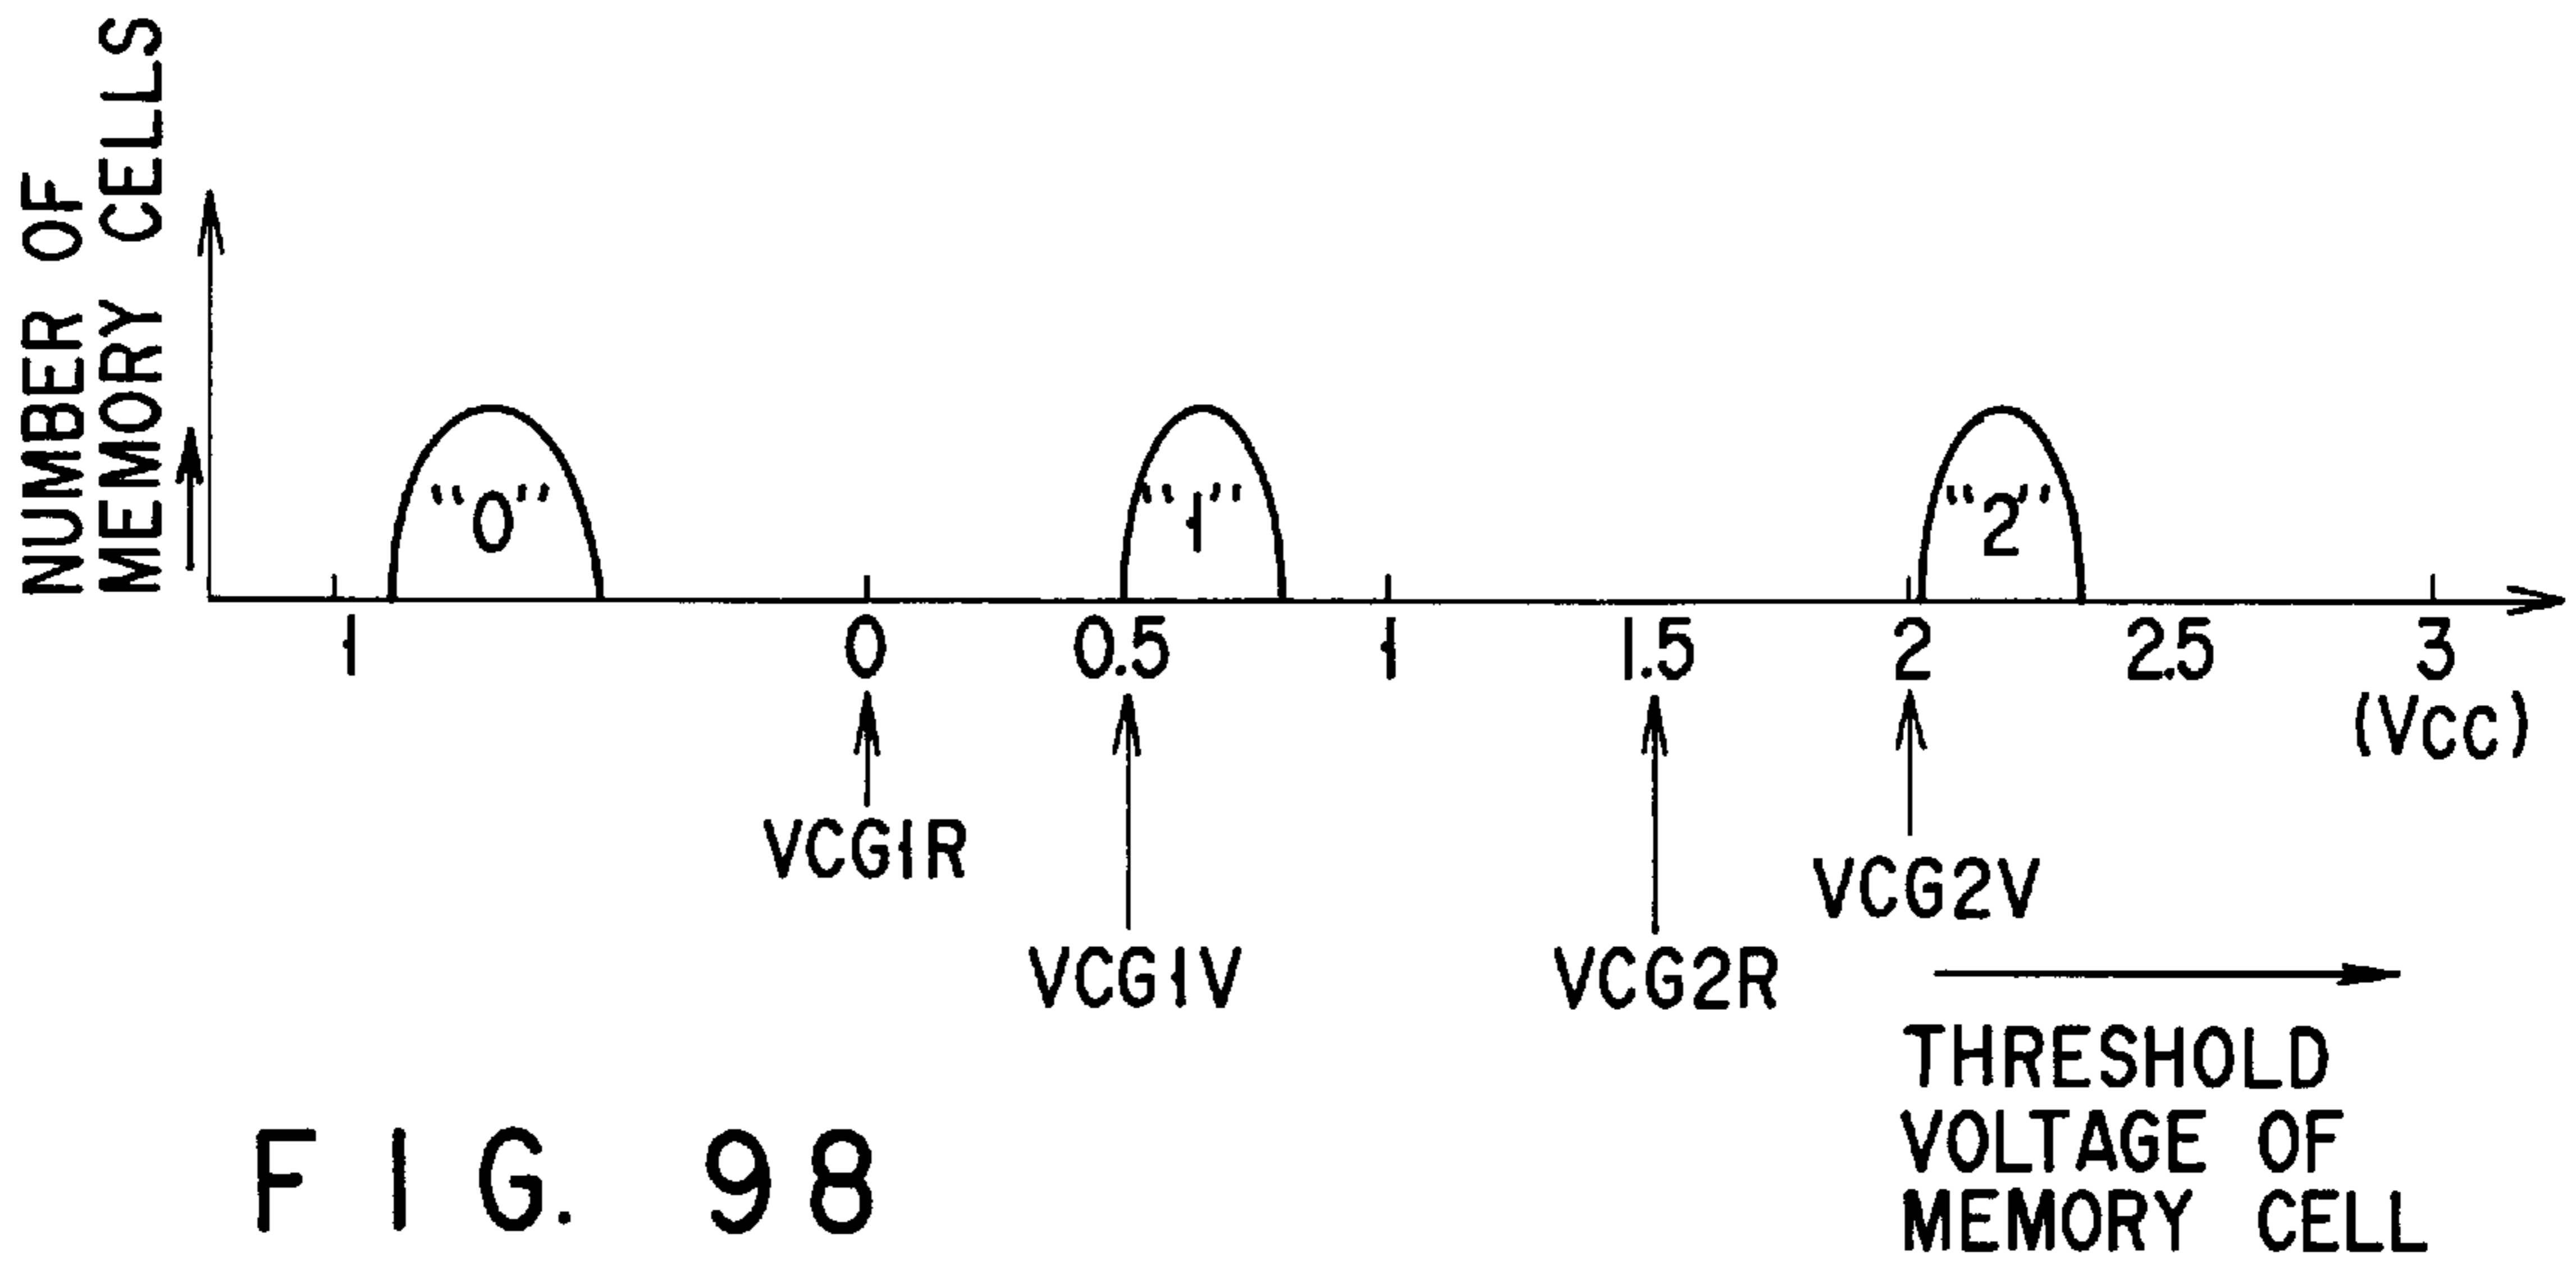 NUMBER OF
MEMORY CELLS
"0"
"1"
"2"
1 0 0.5 1 1.5 2 2.5 3
(VCC)
VCG1R
VCG2V
VCG1V
VCG2R
THRESHOLD
VOLTAGE OF
MEMORY CELL
FIG. 98